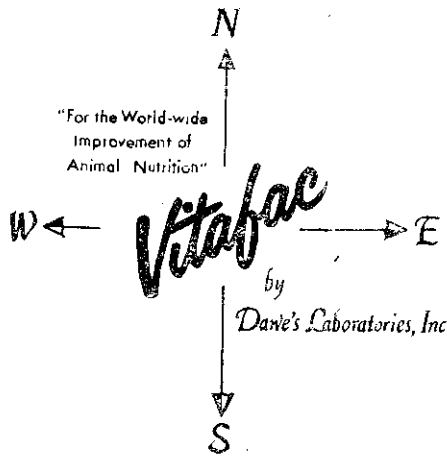 N
"For the World-wide
Improvement of
Animal Nutrition"
W
Vitafac
E
by
Dawe's Laboratories, Inc
S